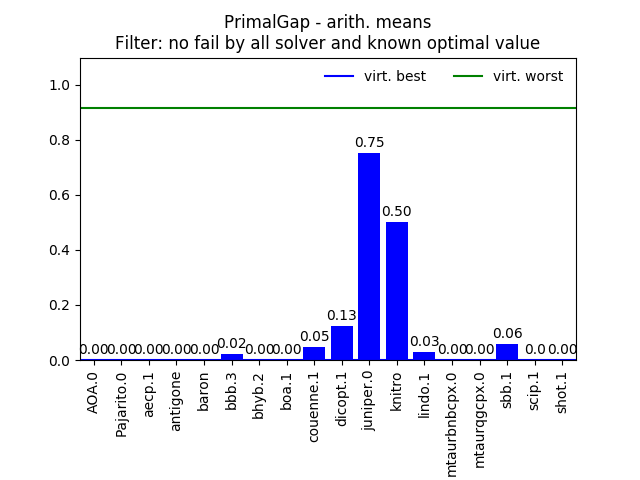 PrimalGap - arith. means
Filter: no fail by all solver and known optimal value
virt. best virt. worst
1.0
0.8
0.6
0.4
0.2
0.0
0.00 0.00 0.00 0.00 0.00 0.02 0.00 0.00 0.05 0.13 0.75 0.50 0.03 0.00 0.00 0.06 0.0 0.00
AOA.0
Pajarito.0
aecp.1
antigone
baron
bbb.3
bhyb.2
boa.1
couenne.1
dicopt.1
juniper.0
knitro
lindo.1
mtaurbnbcpx.0
mtaurqgcpx.0
sbb.1
scip.1
shot.1